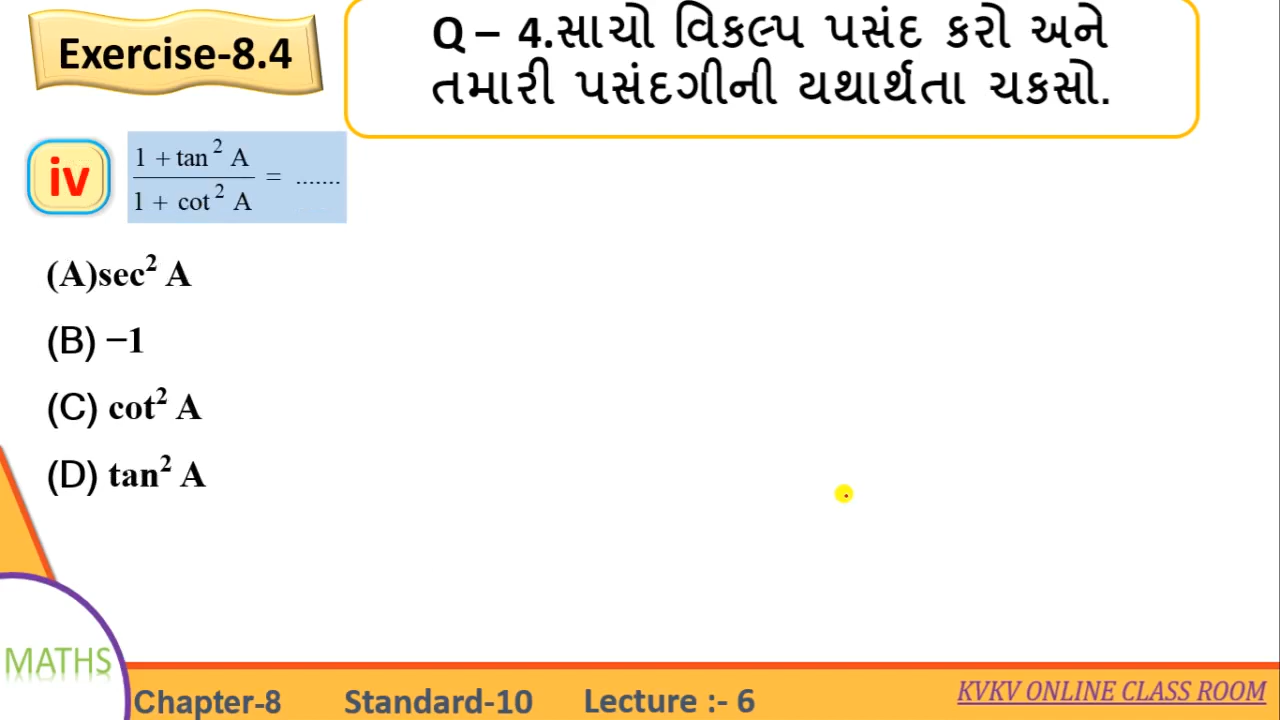 Exercise-8.4
Q – 4.સાચો વિકલ્પ પસંદ કરો અને
તમારી પસંદગીની યથાર્થતા ચકસો.
iv
1 + tan² A
1 + cot² A
= .......
(A)sec² A
(B) −1
(C) cot² A
(D) tan² A
MATHS
Chapter-8 Standard-10 Lecture :- 6 KVKV ONLINE CLASS ROOM